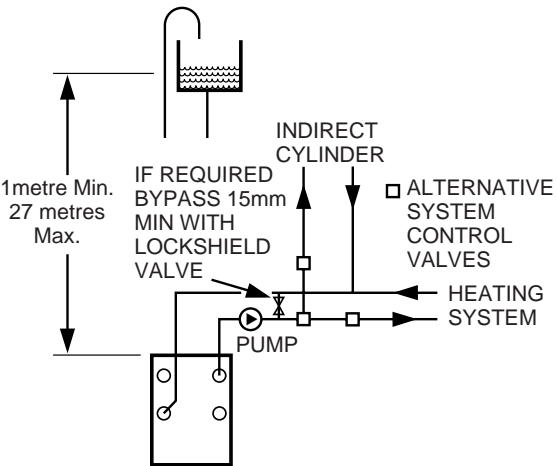 INDIRECT
CYLINDER
1metre Min.
27 metres
Max.
IF REQUIRED
BYPASS 15mm
MIN WITH
LOCKSHIELD
VALVE
ALTERNATIVE
SYSTEM
CONTROL
VALVES
HEATING
SYSTEM
PUMP